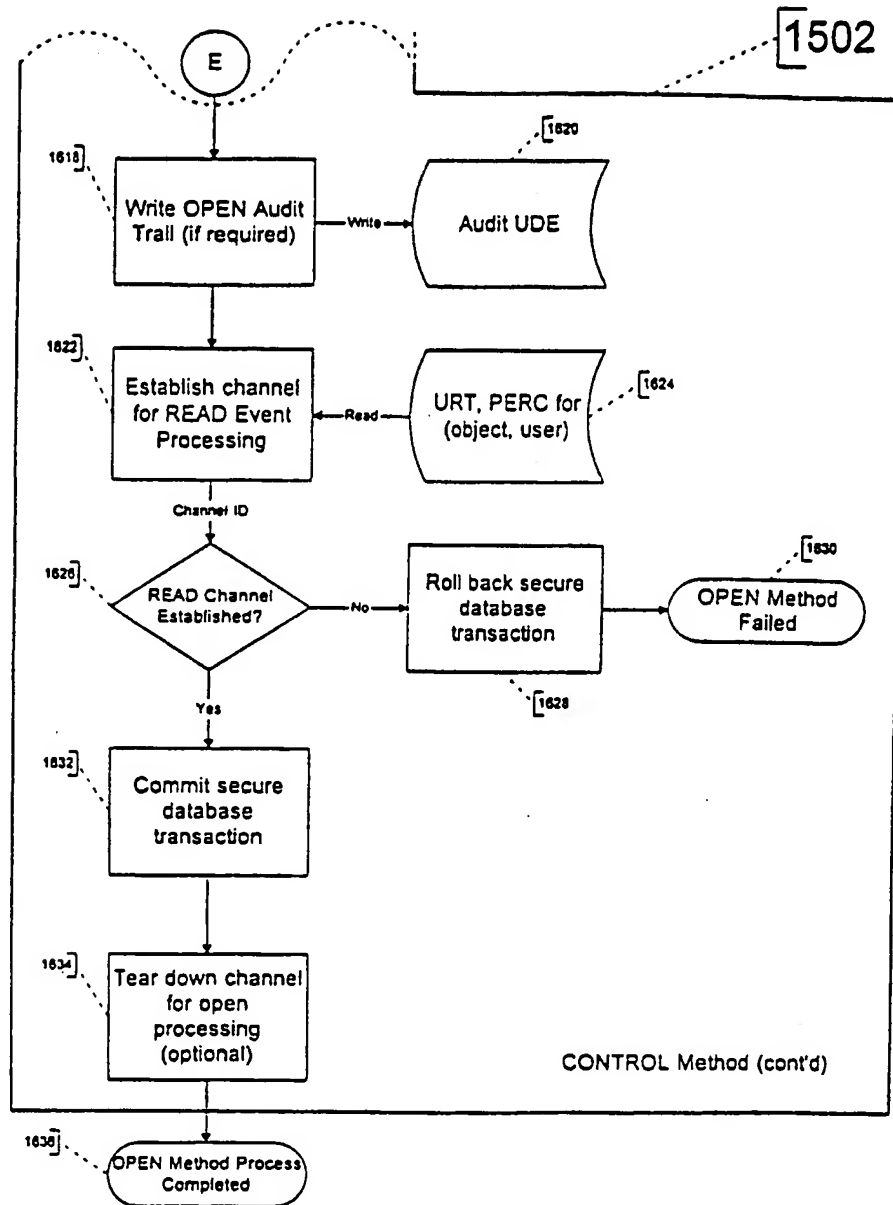 1502
E
1618
Write OPEN Audit
Trail (if required)
Write
1620
Audit UDE
1622
Establish channel
for READ Event
Processing
Read
URT, PERC for
(object, user)
1624
Channel ID
1626
READ Channel
Established?
No
Roll back secure
database
transaction
1628
1630
OPEN Method
Failed
Yes
1632
Commit secure
database
transaction
1634
Tear down channel
for open
processing
(optional)
CONTROL Method (cont'd)
1636
OPEN Method Process
Completed